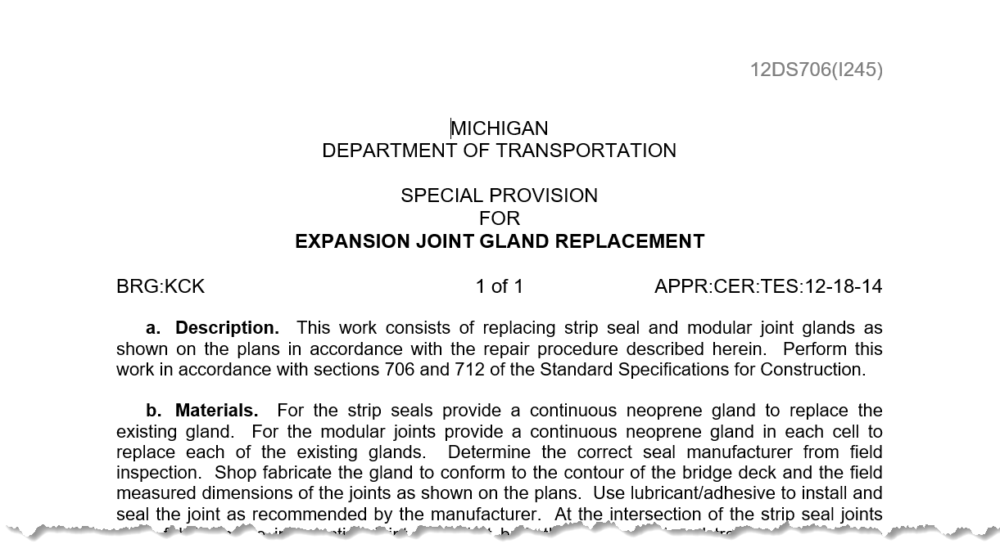 12DS706(I245)
MICHIGAN
DEPARTMENT OF TRANSPORTATION
SPECIAL PROVISION
FOR
EXPANSION JOINT GLAND REPLACEMENT
BRG:KCK 1 of 1 APPR:CER:TES:12-18-14
a. Description. This work consists of replacing strip seal and modular joint glands as
shown on the plans in accordance with the repair procedure described herein. Perform this
work in accordance with sections 706 and 712 of the Standard Specifications for Construction.
b. Materials. For the strip seals provide a continuous neoprene gland to replace the
existing gland. For the modular joints provide a continuous neoprene gland in each cell to
replace each of the existing glands. Determine the correct seal manufacturer from field
inspection. Shop fabricate the gland to conform to the contour of the bridge deck and the field
measured dimensions of the joints as shown on the plans. Use lubricant/adhesive to install and
seal the joint as recommended by the manufacturer. At the intersection of the strip seal joints